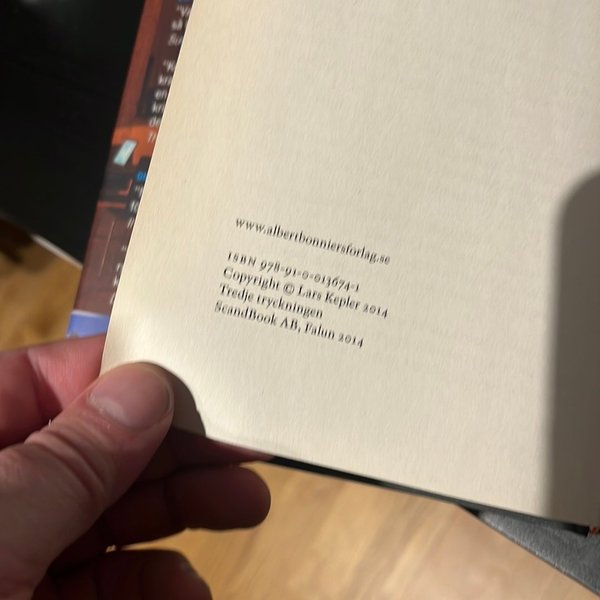 www.albertbonniersforlag.se
ISBN 978-91-0-013674-1
Copyright © Lars Kepler 2014
Tredje tryckningen
ScandBook AB, Falun 2014